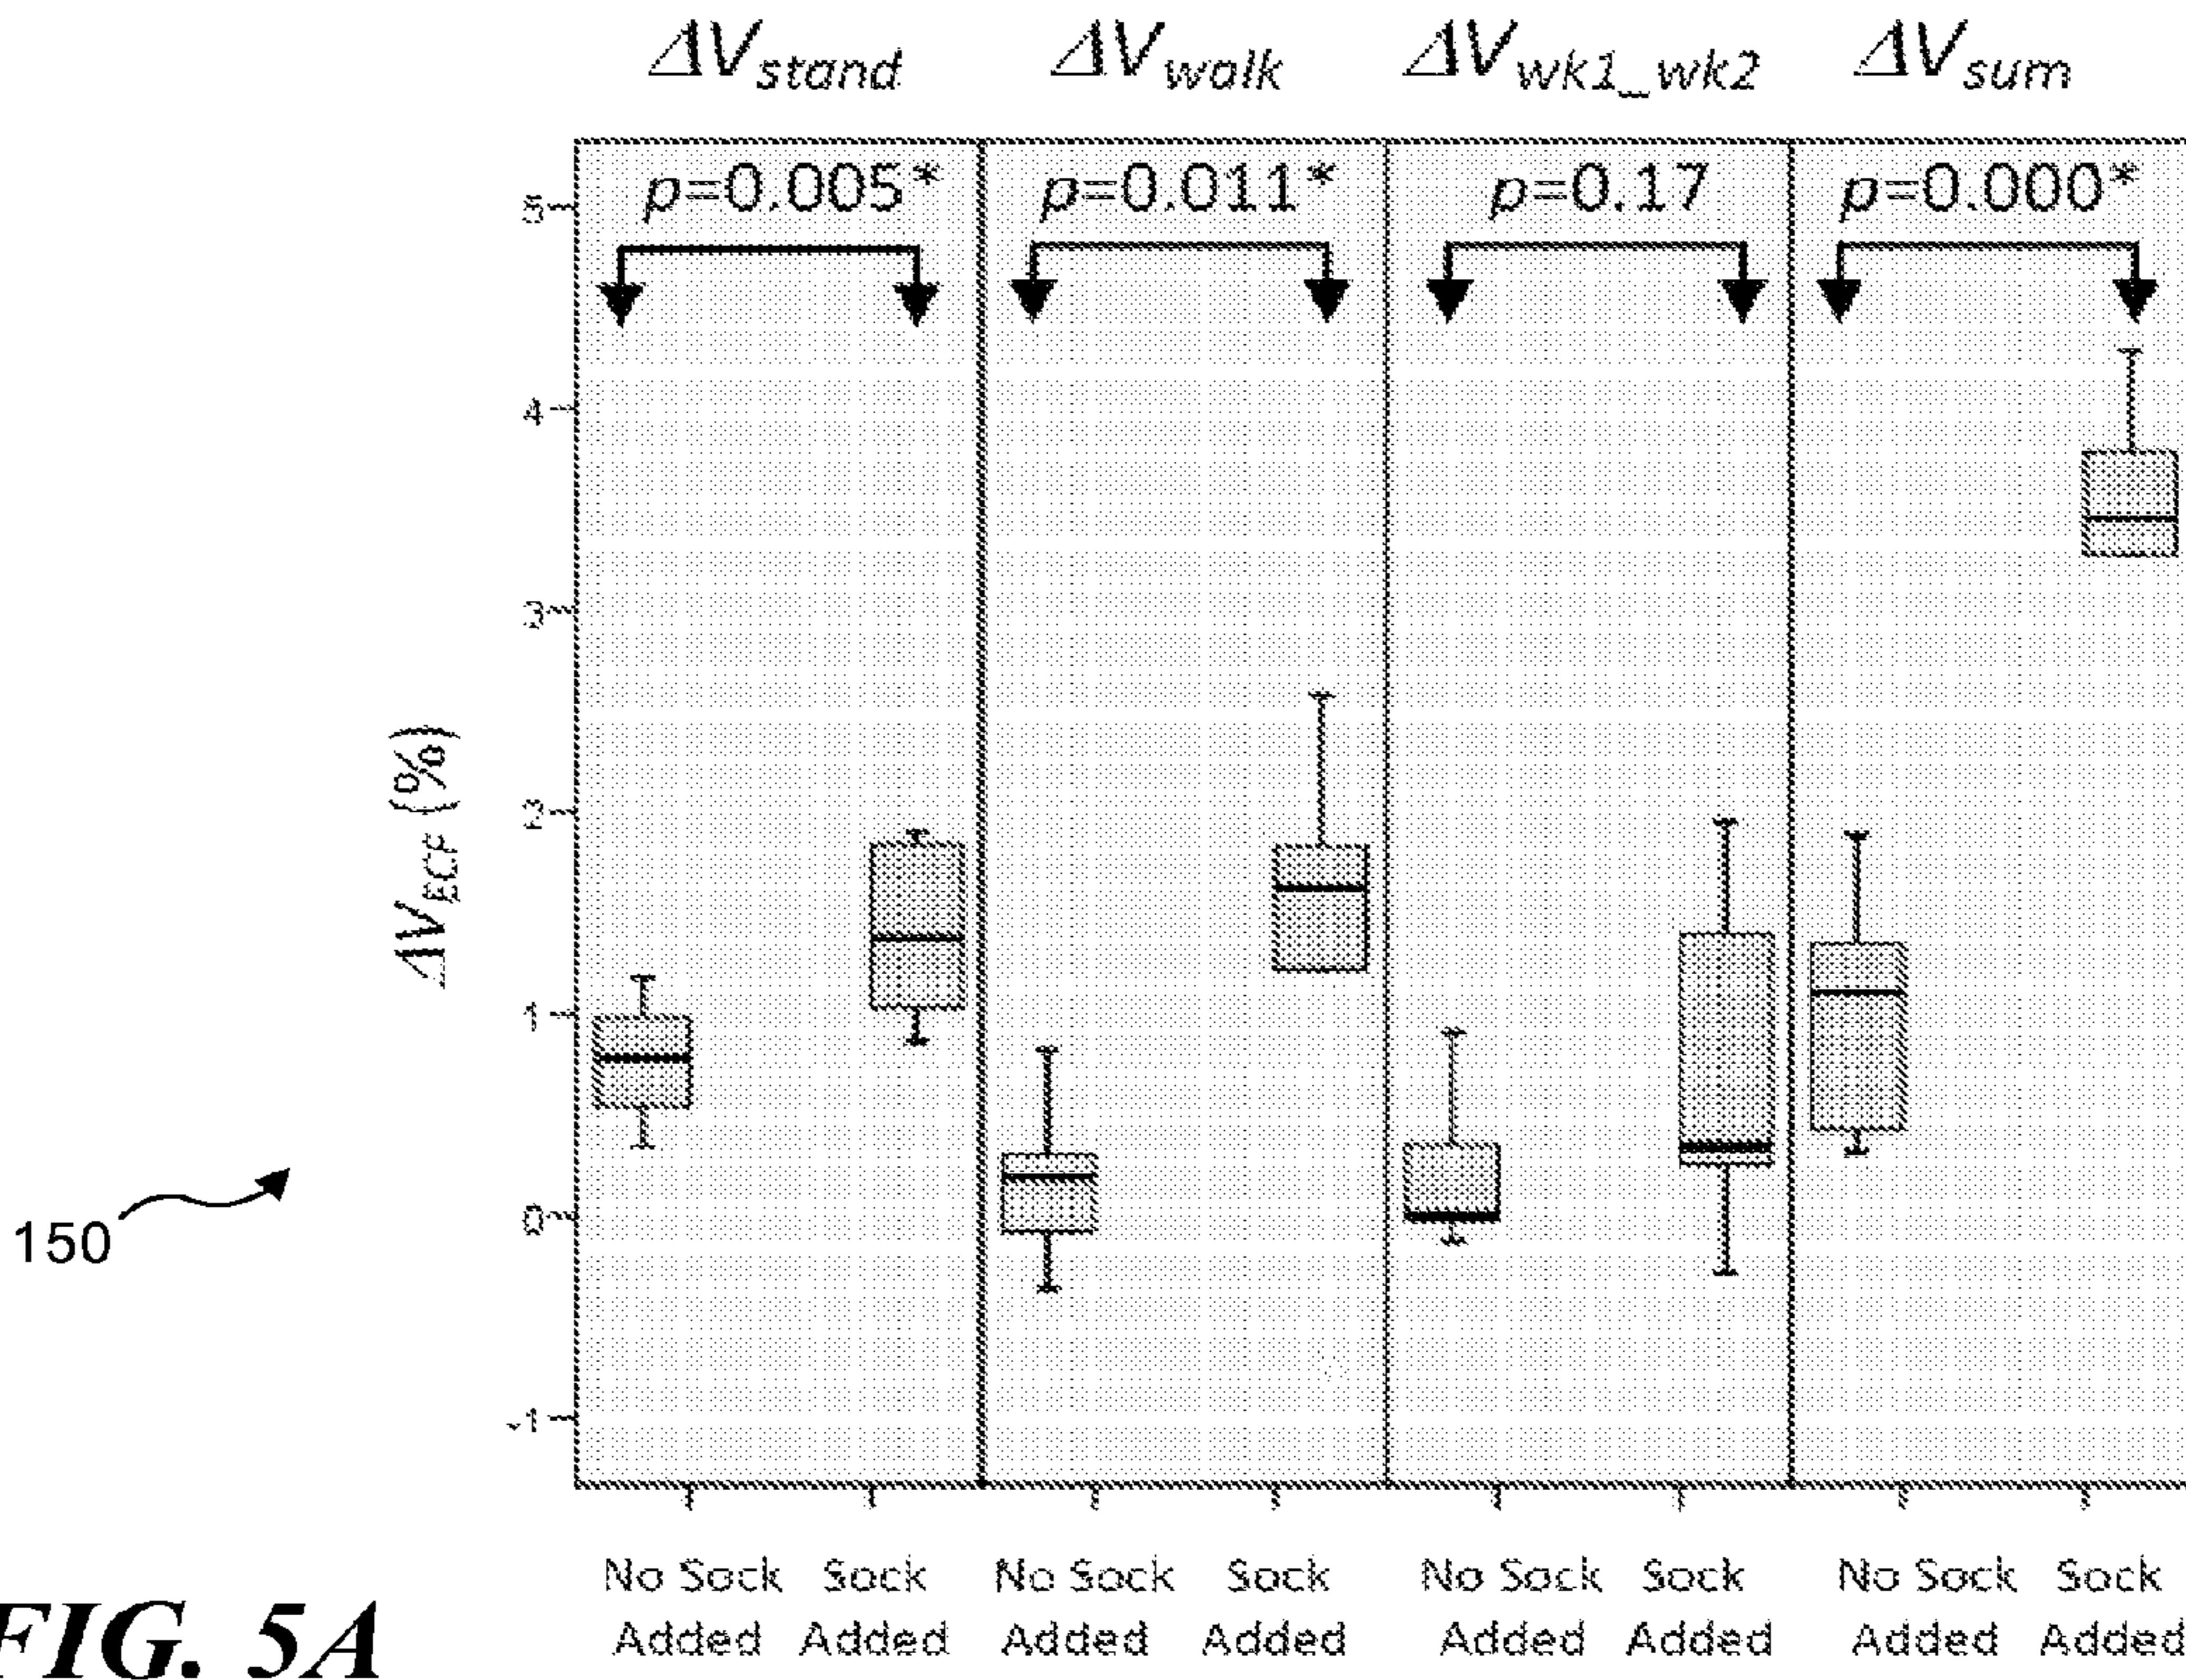 ΔVstand ΔVwalk ΔVwk1_wk2 ΔVsum
p=0.005* p=0.011* p=0.17 p=0.000*
5
4
3
2
1
0
-1
ΔVECF (%)
150
No Sock Sock No Sock Sock No Sock Sock No Sock Sock
Added Added Added Added Added Added Added Added
FIG. 5A